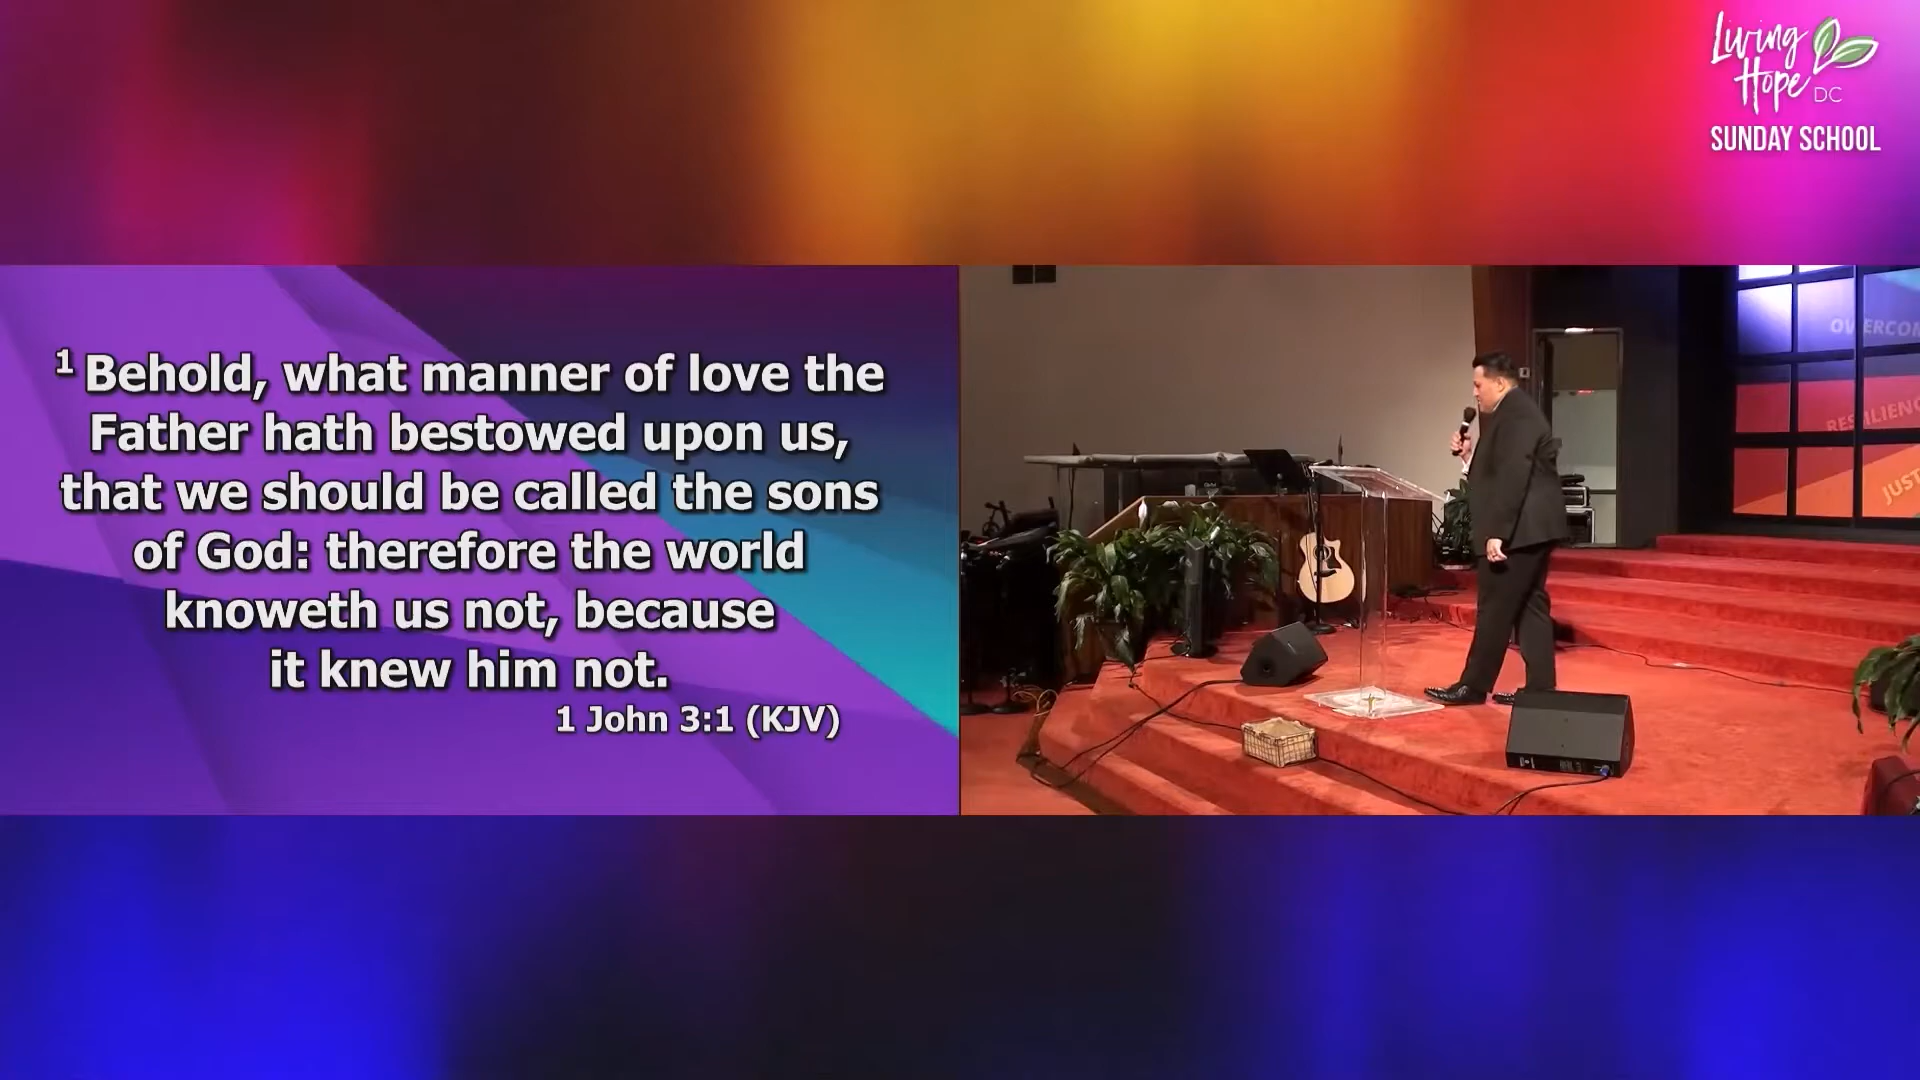 Living
Hope DC
SUNDAY SCHOOL
1 Behold, what manner of love the
Father hath bestowed upon us,
that we should be called the sons
of God: therefore the world
knoweth us not, because
it knew him not.
1 John 3:1 (KJV)